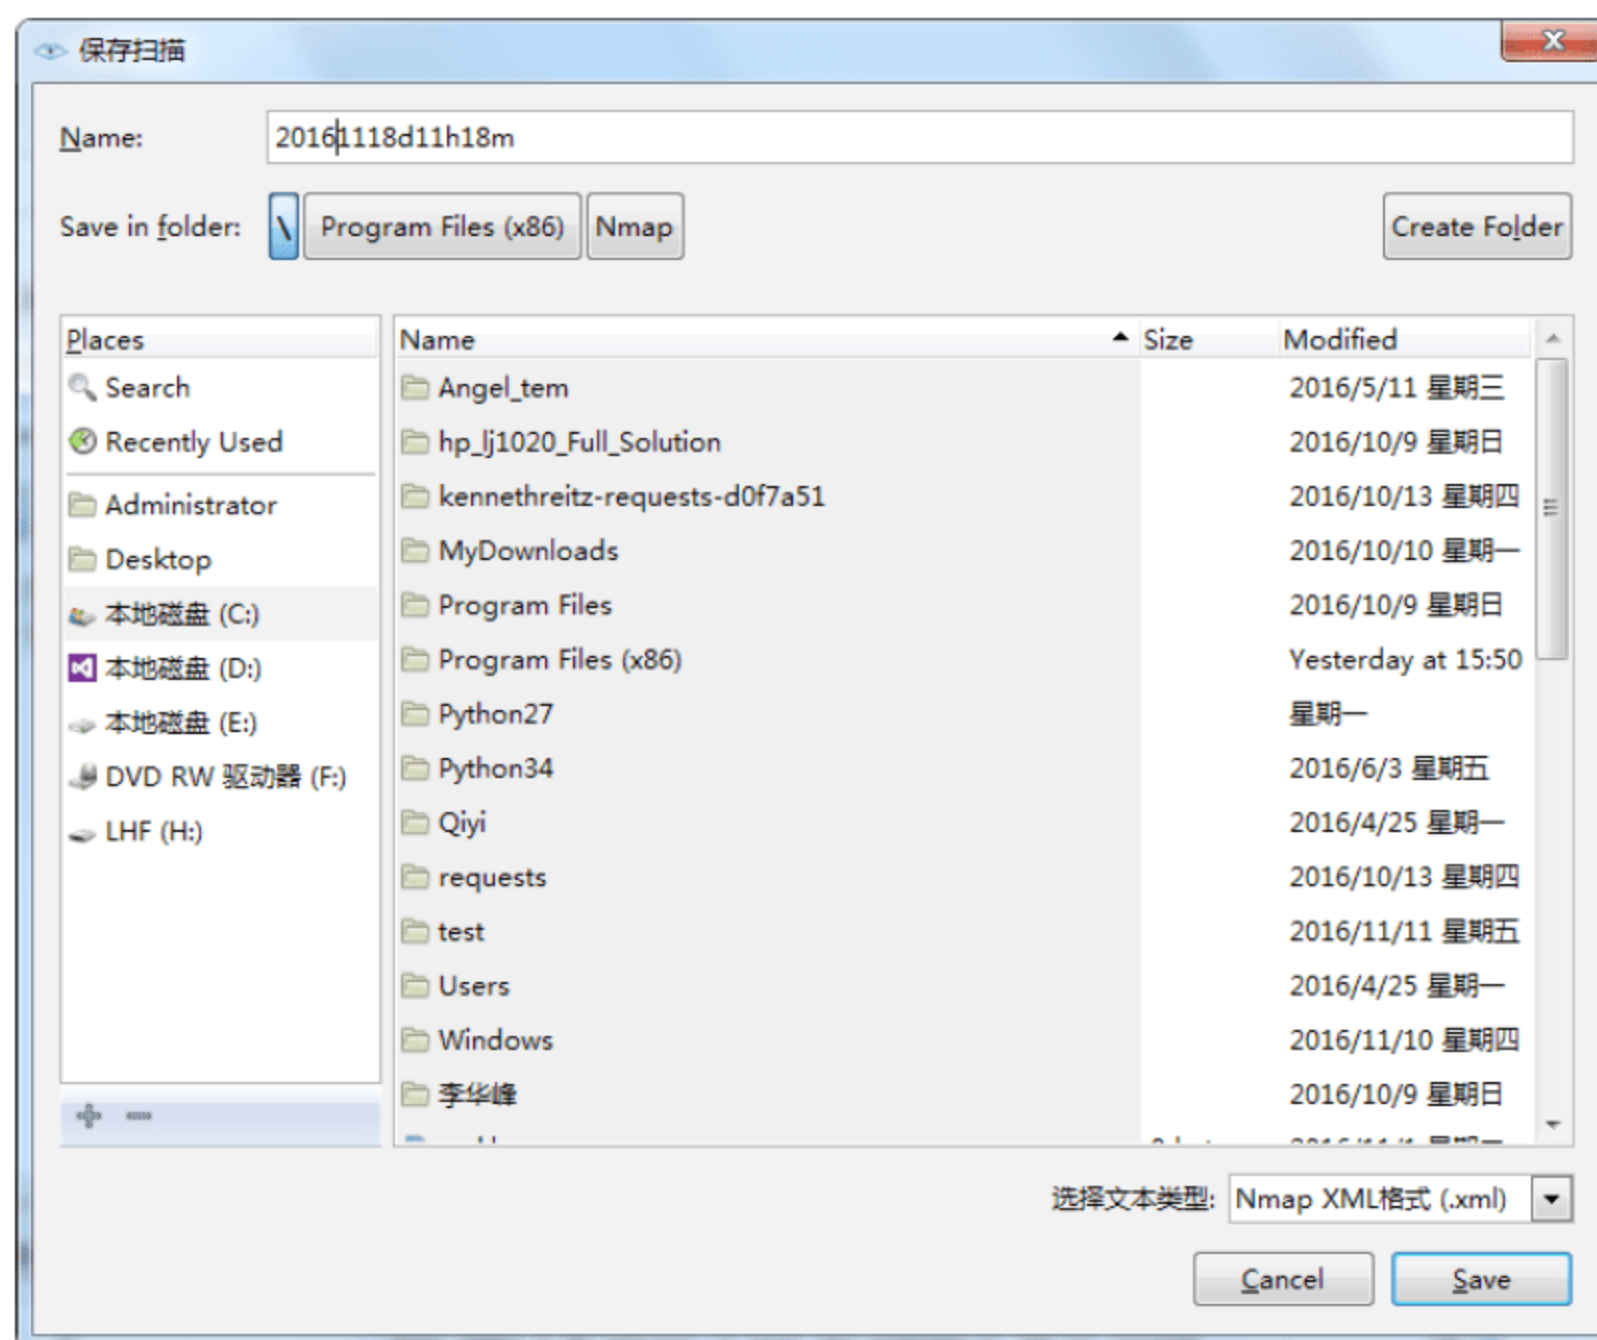 保存扫描
Name: 20161118d11h18m
Save in folder: \ Program Files (x86) Nmap Create Folder
Places
Search
Recently Used
Administrator
Desktop
本地磁盘 (C:)
本地磁盘 (D:)
本地磁盘 (E:)
DVD RW 驱动器 (F:)
LHF (H:)
Name Size Modified
Angel_tem 2016/5/11 星期三
hp_lj1020_Full_Solution 2016/10/9 星期日
kennethreitz-requests-d0f7a51 2016/10/13 星期四
MyDownloads 2016/10/10 星期一
Program Files 2016/10/9 星期日
Program Files (x86) Yesterday at 15:50
Python27 星期一
Python34 2016/6/3 星期五
Qiyi 2016/4/25 星期一
requests 2016/10/13 星期四
test 2016/11/11 星期五
Users 2016/4/25 星期一
Windows 2016/11/10 星期四
李华峰 2016/10/9 星期日
选择文本类型: Nmap XML格式 (.xml)
Cancel Save